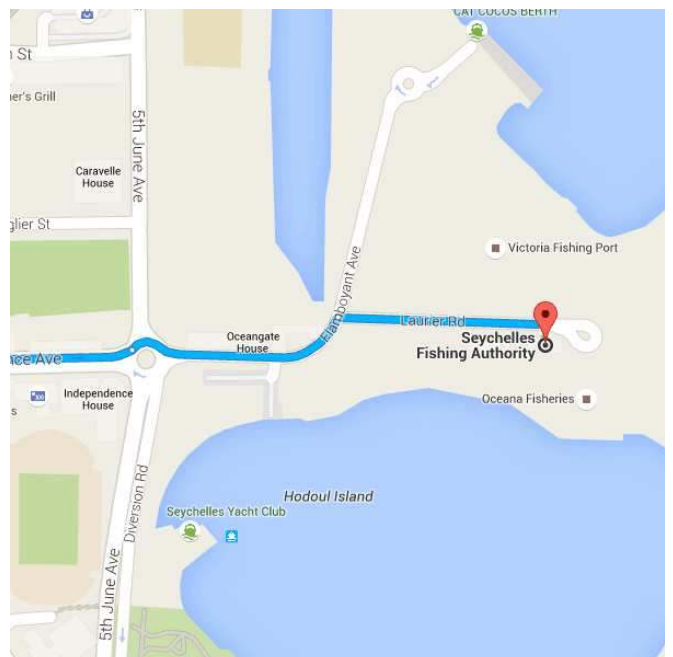 CAT COCOS BERTH
St
er's Grill
5th June Ave
Caravelle
House
glier St
Victoria Fishing Port
Flamboyant Ave
Laurier Rd
Oceangate
House
Seychelles
Fishing Authority
nce Ave
Independence
House
Oceana Fisheries
s
Diversion Rd
Hodoul Island
Seychelles Yacht Club
5th June Ave